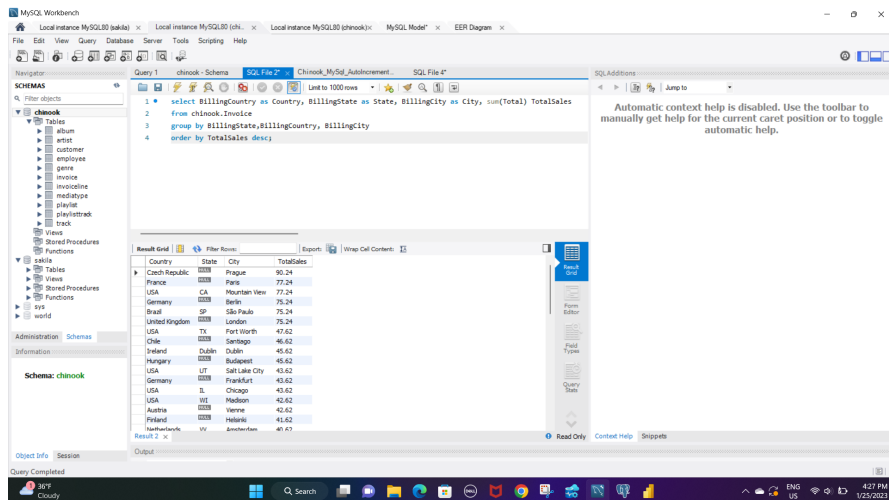 MySQL Workbench
Local instance MySQL80 (sakila) × Local instance MySQL80 (chi.. × Local instance MySQL80 (chinook) × MySQL Model* × EER Diagram ×
File Edit View Query Database Server Tools Scripting Help
Navigator Query 1 chinook - Schema SQL File 2* × Chinook_MySql_AutoIncrement... SQL File 4* SQLAdditions
SCHEMAS Limit to 1000 rows Jump to
Filter objects
chinook
Tables
album
artist
customer
employee
genre
invoice
invoiceline
mediatype
playlist
playlisttrack
track
Views
Stored Procedures
Functions
sakila
Tables
Views
Stored Procedures
Functions
sys
world
Administration Schemas
Information
Schema: chinook
Object Info Session
1 select BillingCountry as Country, BillingState as State, BillingCity as City, sum(Total) TotalSales
2 from chinook.Invoice
3 group by BillingState,BillingCountry, BillingCity
4 order by TotalSales desc;
Automatic context help is disabled. Use the toolbar to
manually get help for the current caret position or to toggle
automatic help.
Result Grid Filter Rows: Export: Wrap Cell Content:
Country State City TotalSales
Czech Republic NULL Prague 90.24
France NULL Paris 77.24
USA CA Mountain View 77.24
Germany NULL Berlin 75.24
Brazil SP São Paulo 75.24
United Kingdom NULL London 75.24
USA TX Fort Worth 47.62
Chile NULL Santiago 46.62
Ireland Dublin Dublin 45.62
Hungary NULL Budapest 45.62
USA UT Salt Lake City 43.62
Germany NULL Frankfurt 43.62
USA IL Chicago 43.62
USA WI Madison 42.62
Austria NULL Vienne 42.62
Finland NULL Helsinki 41.62
Netherlands VV Amsterdam 40.62
Result Grid
Form Editor
Field Types
Query Stats
Result 2 × Read Only Context Help Snippets
Output
Query Completed
36°F
Cloudy
Search
ENG
US
4:27 PM
1/25/2023